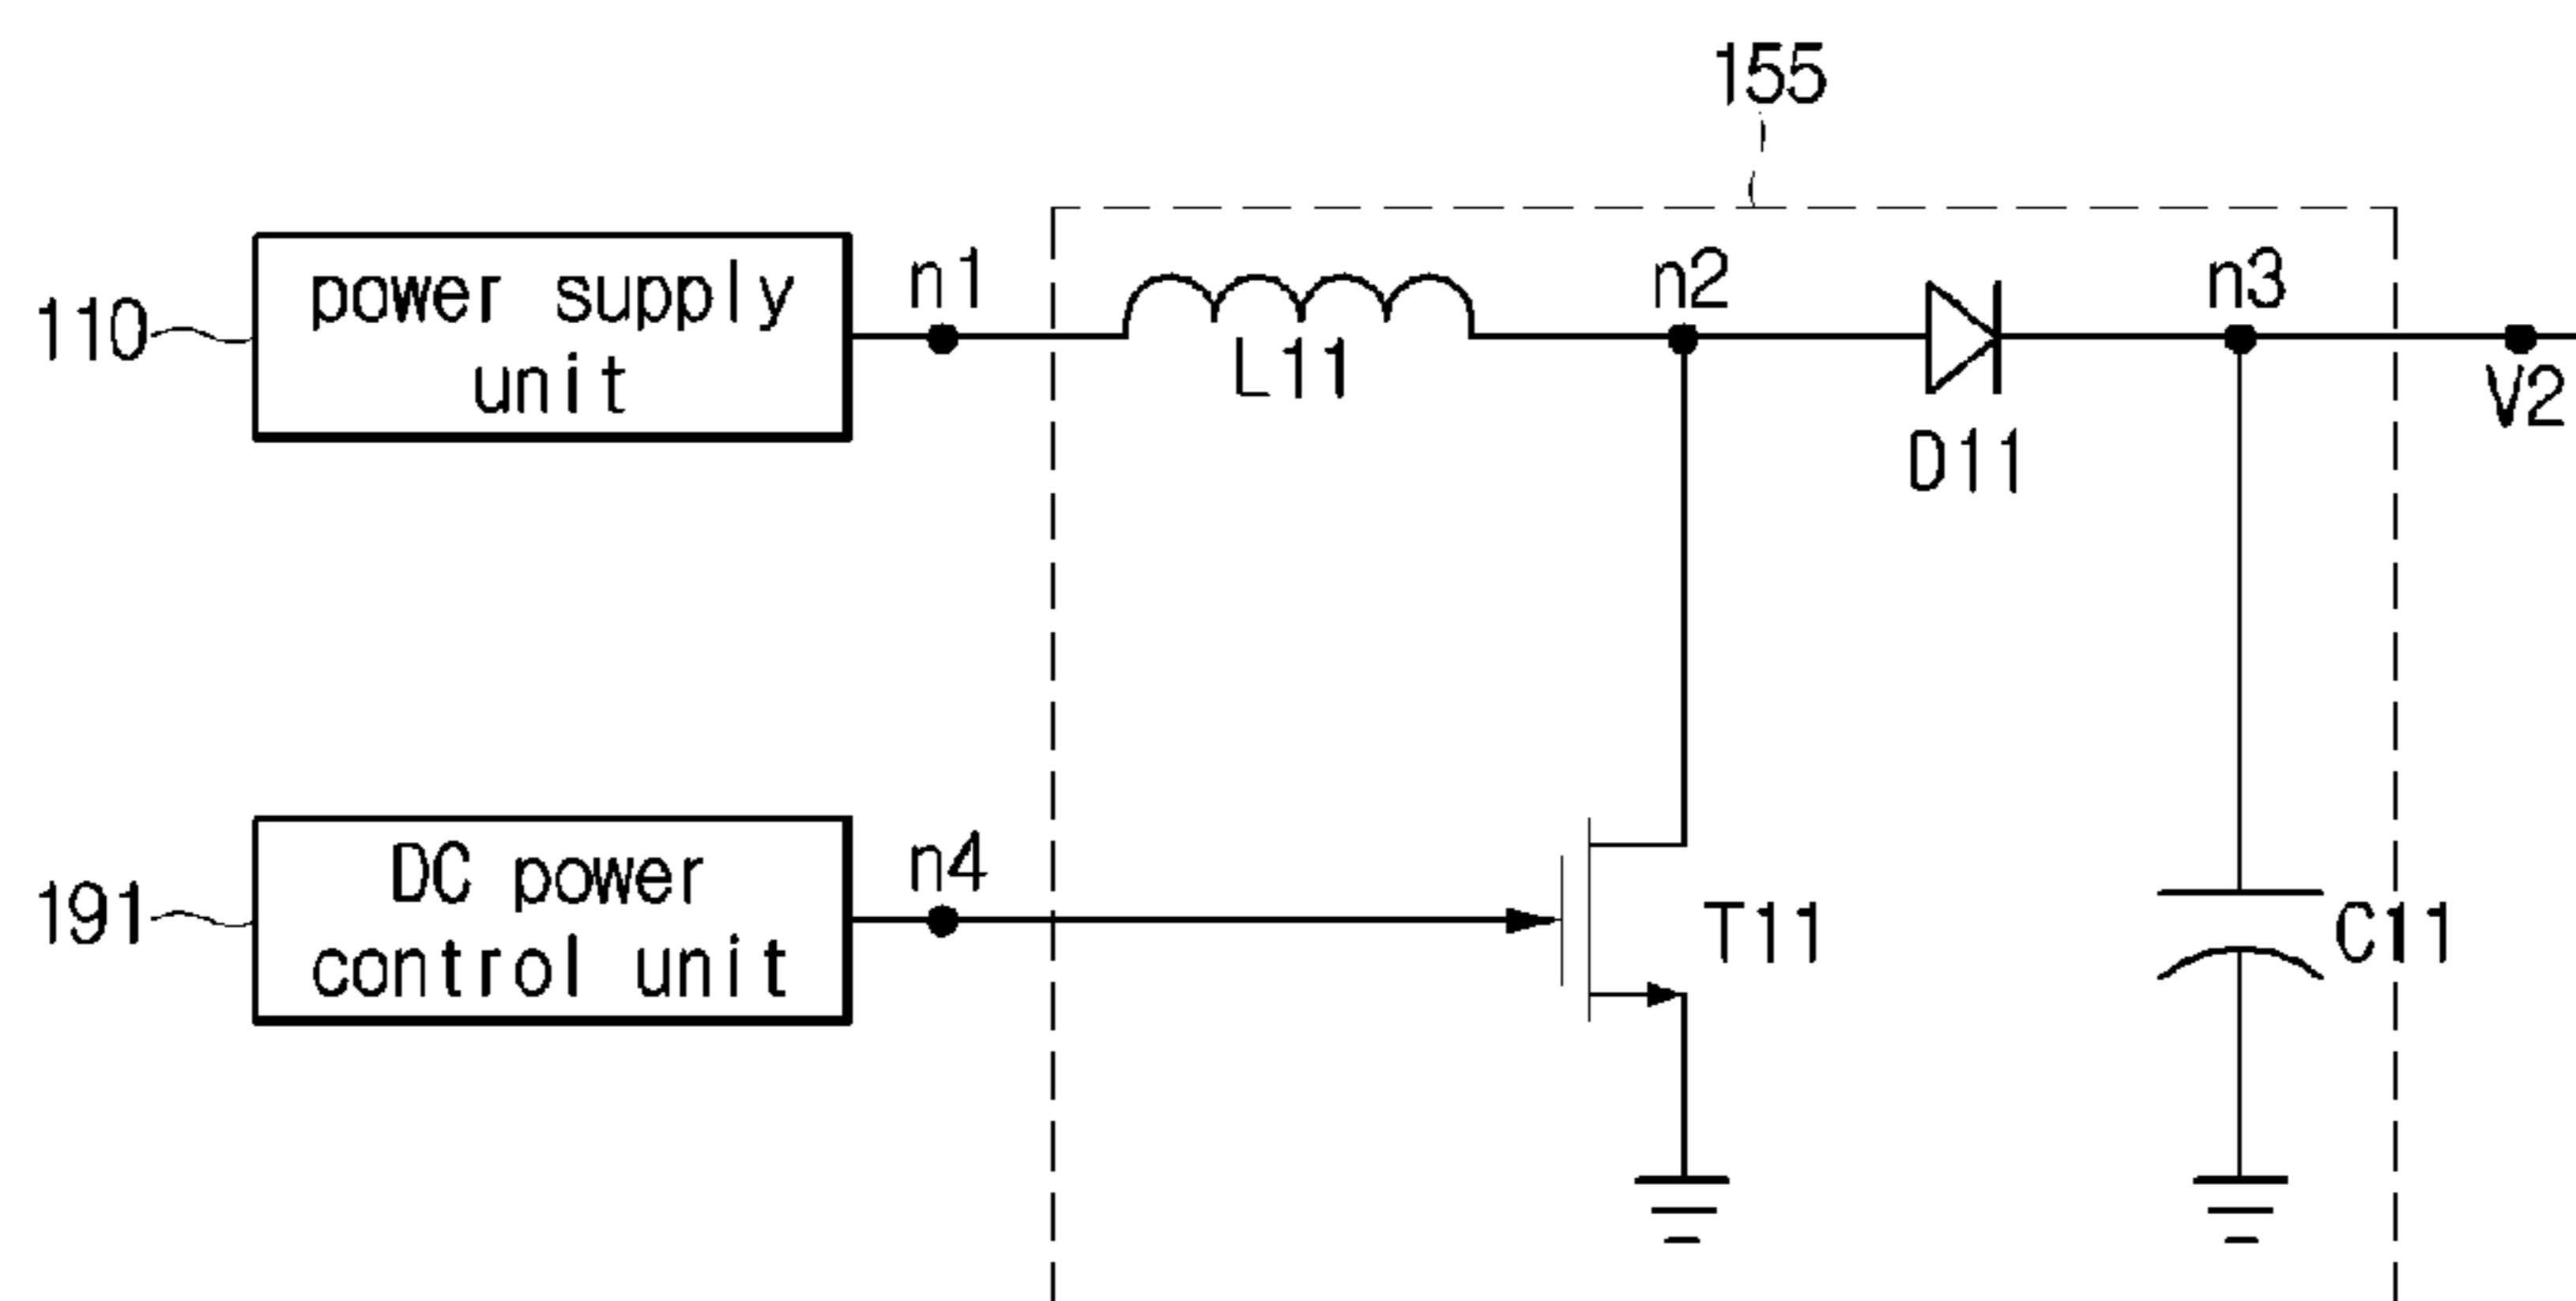 155
110
power supply
unit
n1
L11
n2
D11
n3
V2
191
DC power
control unit
n4
T11
C11